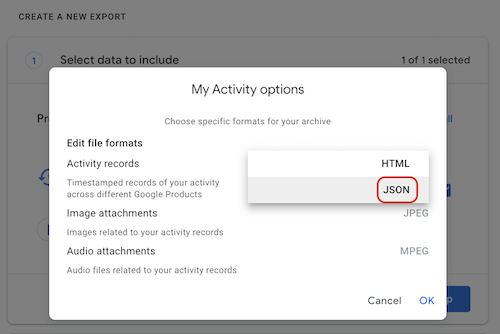 CREATE A NEW EXPORT
1
Select data to include
1 of 1 selected
My Activity options
Choose specific formats for your archive
Edit file formats
Activity records
HTML
Timestamped records of your activity
across different Google Products
JSON
Image attachments
JPEG
Images related to your activity records
Audio attachments
MPEG
Audio files related to your activity records
Cancel
OK